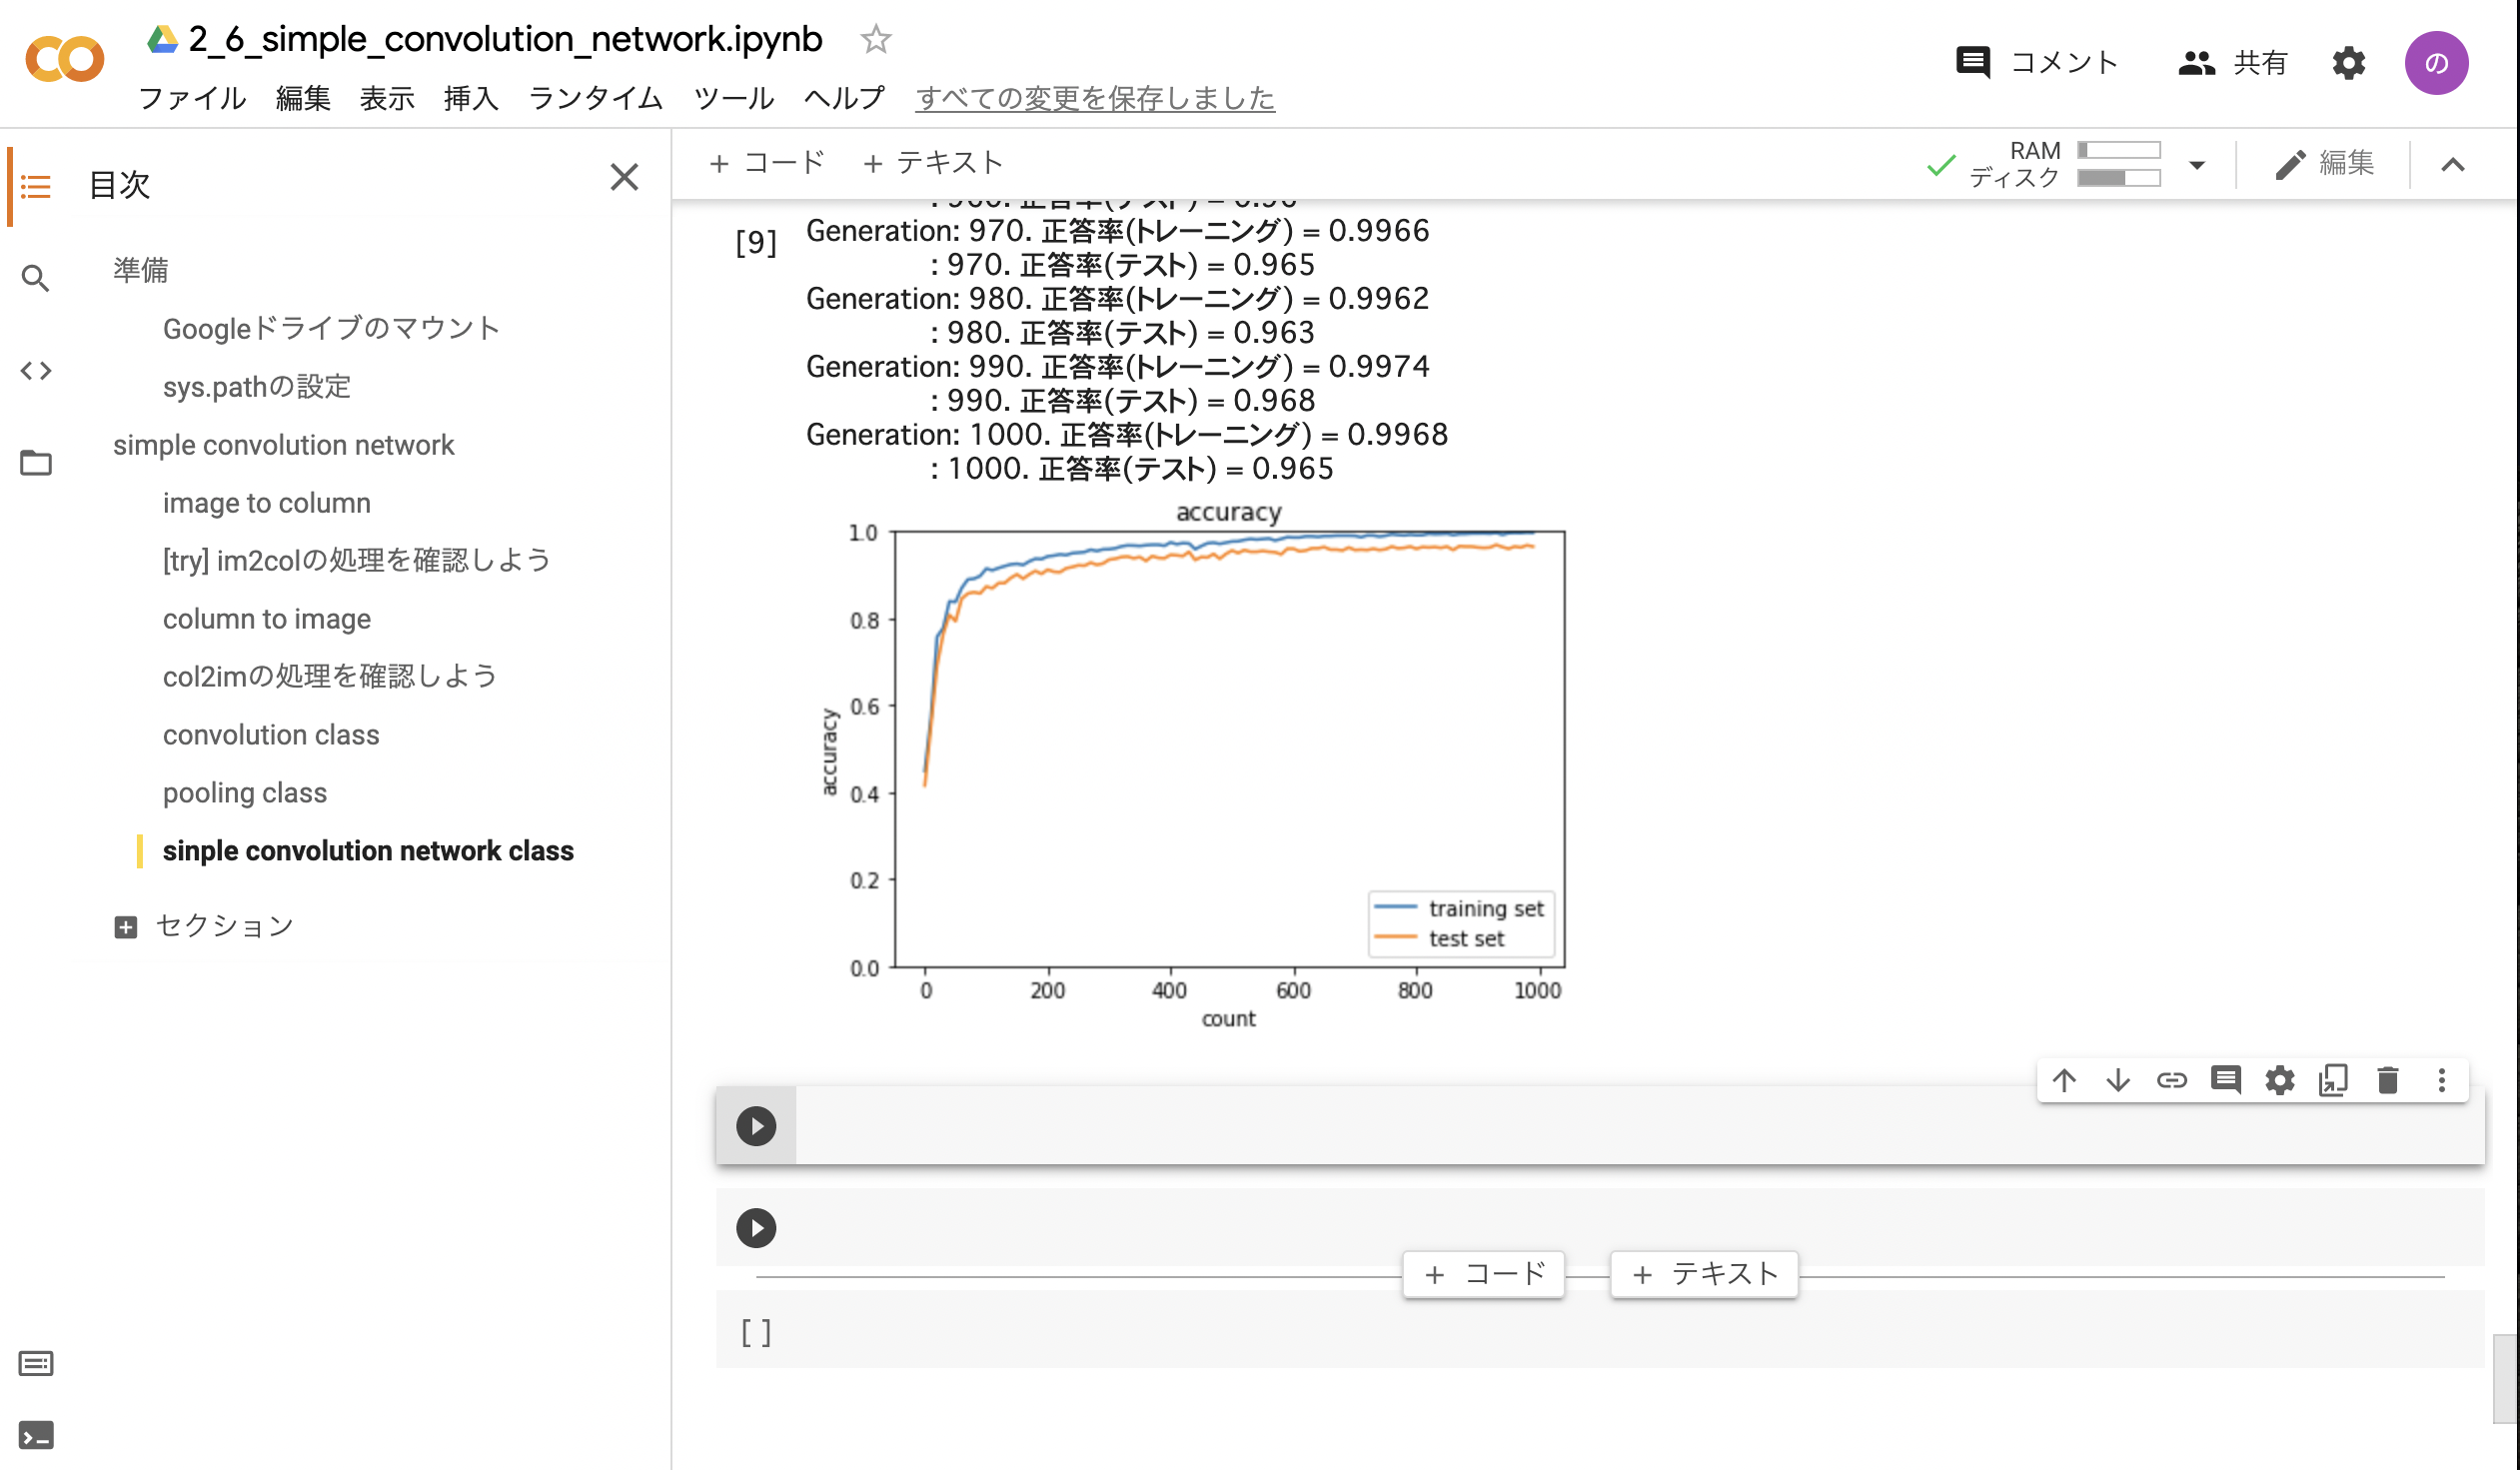 2_6_simple_convolution_network.ipynb
コメント 共有 の
ファイル 編集 表示 挿入 ランタイム ツール ヘルプ すべての変更を保存しました
目次
準備
Googleドライブのマウント
sys.pathの設定
simple convolution network
image to column
[try] im2colの処理を確認しよう
column to image
col2imの処理を確認しよう
convolution class
pooling class
sinple convolution network class
セクション
+ コード + テキスト
RAM
ディスク
編集
: 960. 正答率(テスト) = 0.96
[9]
Generation: 970. 正答率(トレーニング) = 0.9966
: 970. 正答率(テスト) = 0.965
Generation: 980. 正答率(トレーニング) = 0.9962
: 980. 正答率(テスト) = 0.963
Generation: 990. 正答率(トレーニング) = 0.9974
: 990. 正答率(テスト) = 0.968
Generation: 1000. 正答率(トレーニング) = 0.9968
: 1000. 正答率(テスト) = 0.965
accuracy
1.0
0.8
0.6
0.4
0.2
0.0
accuracy
training set
test set
0 200 400 600 800 1000
count
+ コード + テキスト
[ ]